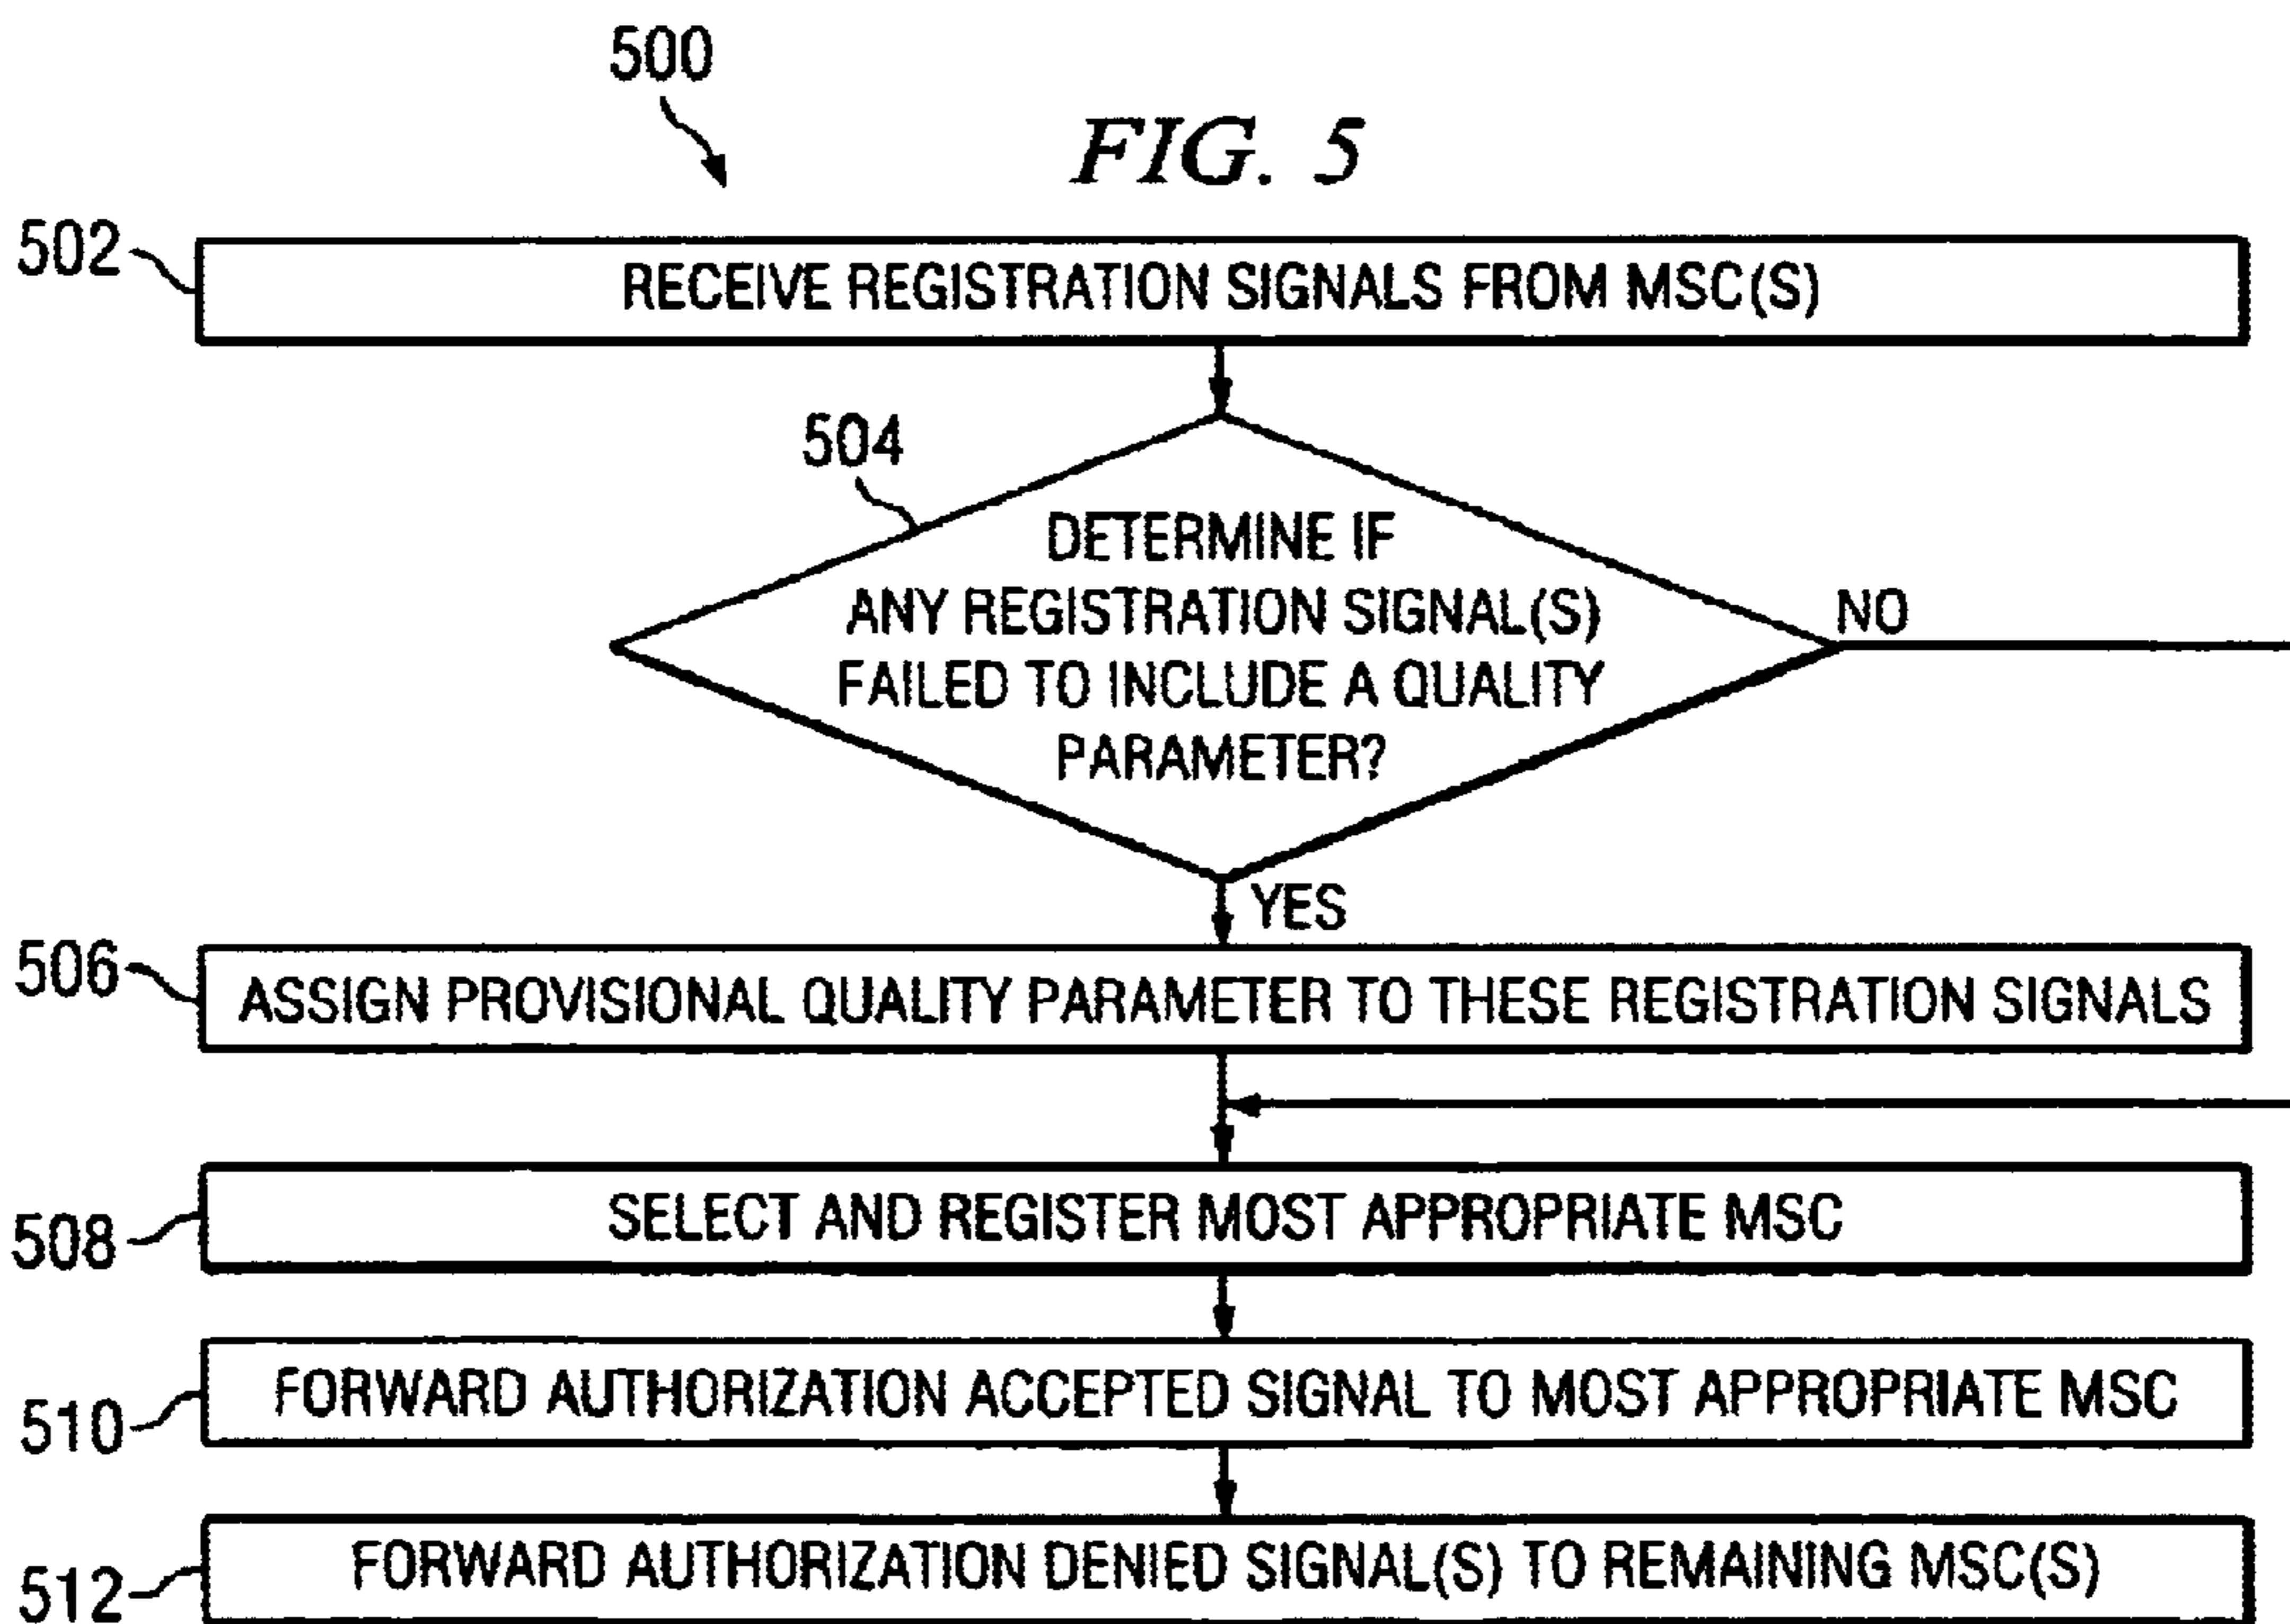 500
FIG. 5
502
RECEIVE REGISTRATION SIGNALS FROM MSC(S)
504
DETERMINE IF
ANY REGISTRATION SIGNAL(S)
FAILED TO INCLUDE A QUALITY
PARAMETER?
NO
YES
506
ASSIGN PROVISIONAL QUALITY PARAMETER TO THESE REGISTRATION SIGNALS
508
SELECT AND REGISTER MOST APPROPRIATE MSC
510
FORWARD AUTHORIZATION ACCEPTED SIGNAL TO MOST APPROPRIATE MSC
512
FORWARD AUTHORIZATION DENIED SIGNAL(S) TO REMAINING MSC(S)